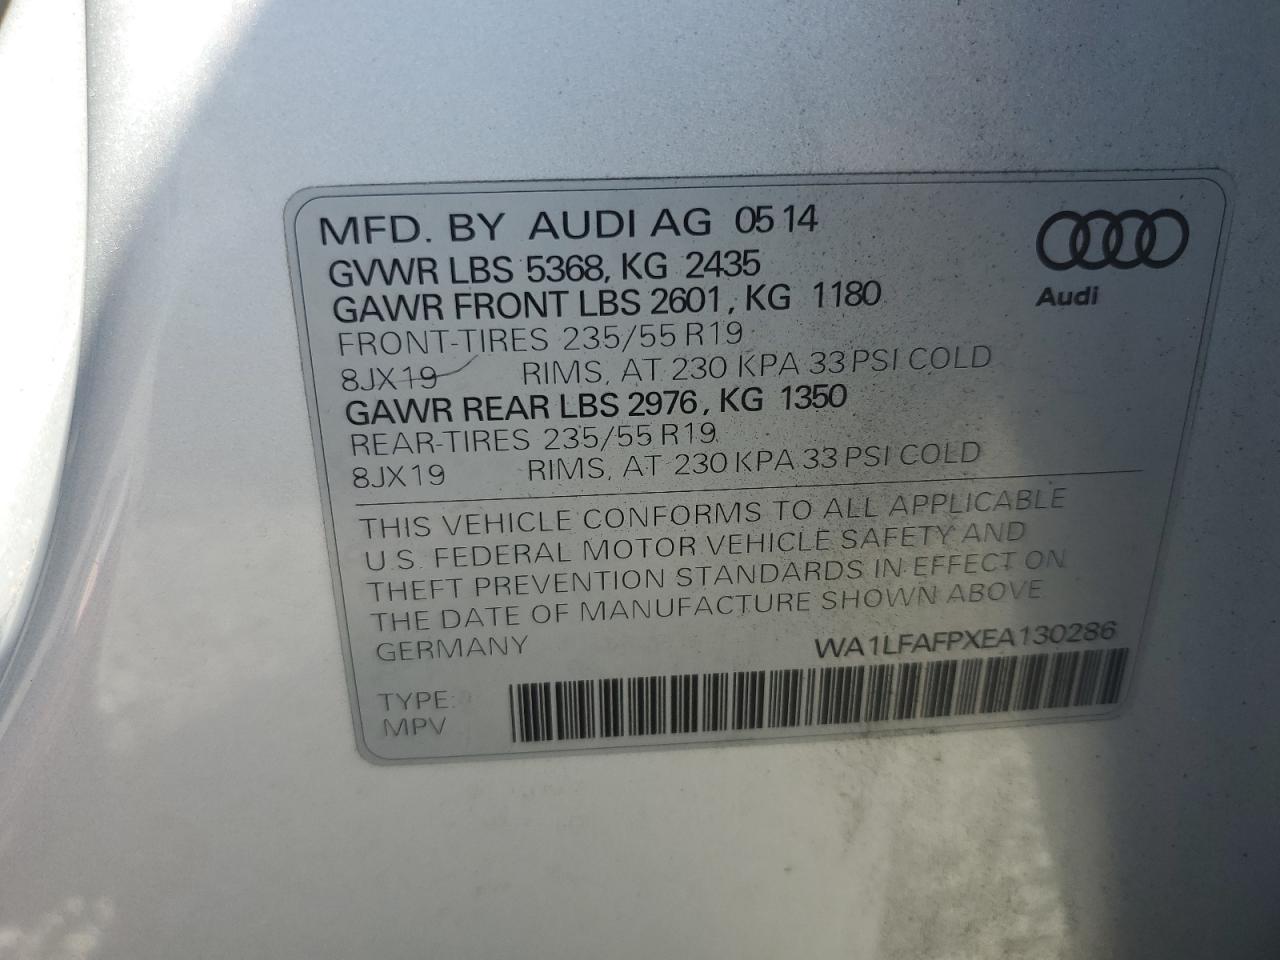 MFD. BY AUDI AG 05 14
GVWR LBS 5368, KG 2435
GAWR FRONT LBS 2601, KG 1180
FRONT-TIRES 235/55 R19
8JX19 RIMS, AT 230 KPA 33 PSI COLD
GAWR REAR LBS 2976, KG 1350
REAR-TIRES 235/55 R19
8JX19 RIMS, AT 230 KPA 33 PSI COLD
Audi
THIS VEHICLE CONFORMS TO ALL APPLICABLE
U.S. FEDERAL MOTOR VEHICLE SAFETY AND
THEFT PREVENTION STANDARDS IN EFFECT ON
THE DATE OF MANUFACTURE SHOWN ABOVE
GERMANY WA1LFAFPXEA130286
TYPE:
MPV